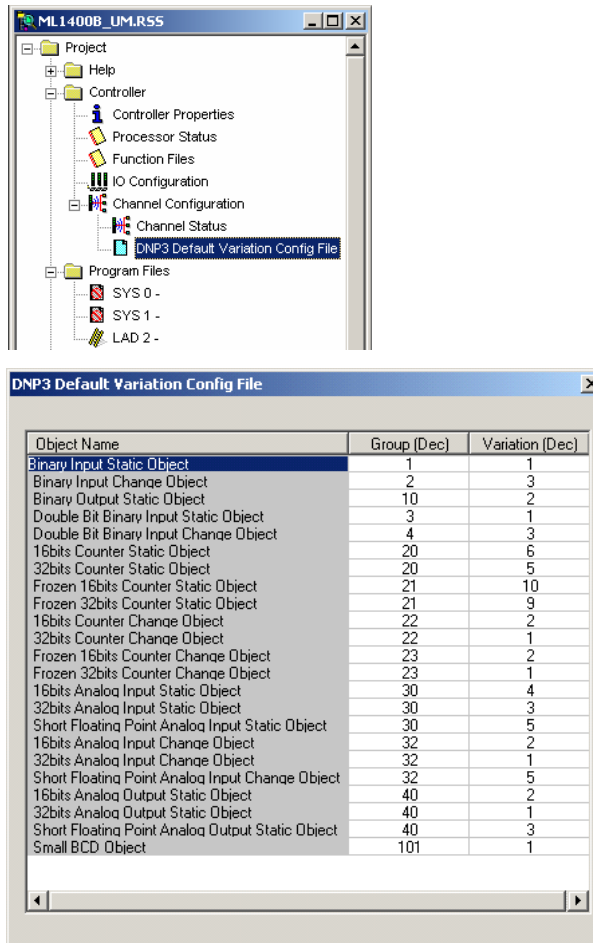 ML1400B_UM.RSS
Project
Help
Controller
Controller Properties
Processor Status
Function Files
IO Configuration
Channel Configuration
Channel Status
DNP3 Default Variation Config File
Program Files
SYS 0 -
SYS 1 -
LAD 2 -
DNP3 Default Variation Config File
Object Name Group (Dec) Variation (Dec)
Binary Input Static Object 1 1
Binary Input Change Object 2 3
Binary Output Static Object 10 2
Double Bit Binary Input Static Object 3 1
Double Bit Binary Input Change Object 4 3
16bits Counter Static Object 20 6
32bits Counter Static Object 20 5
Frozen 16bits Counter Static Object 21 10
Frozen 32bits Counter Static Object 21 9
16bits Counter Change Object 22 2
32bits Counter Change Object 22 1
Frozen 16bits Counter Change Object 23 2
Frozen 32bits Counter Change Object 23 1
16bits Analog Input Static Object 30 4
32bits Analog Input Static Object 30 3
Short Floating Point Analog Input Static Object 30 5
16bits Analog Input Change Object 32 2
32bits Analog Input Change Object 32 1
Short Floating Point Analog Input Change Object 32 5
16bits Analog Output Static Object 40 2
32bits Analog Output Static Object 40 1
Short Floating Point Analog Output Static Object 40 3
Small BCD Object 101 1